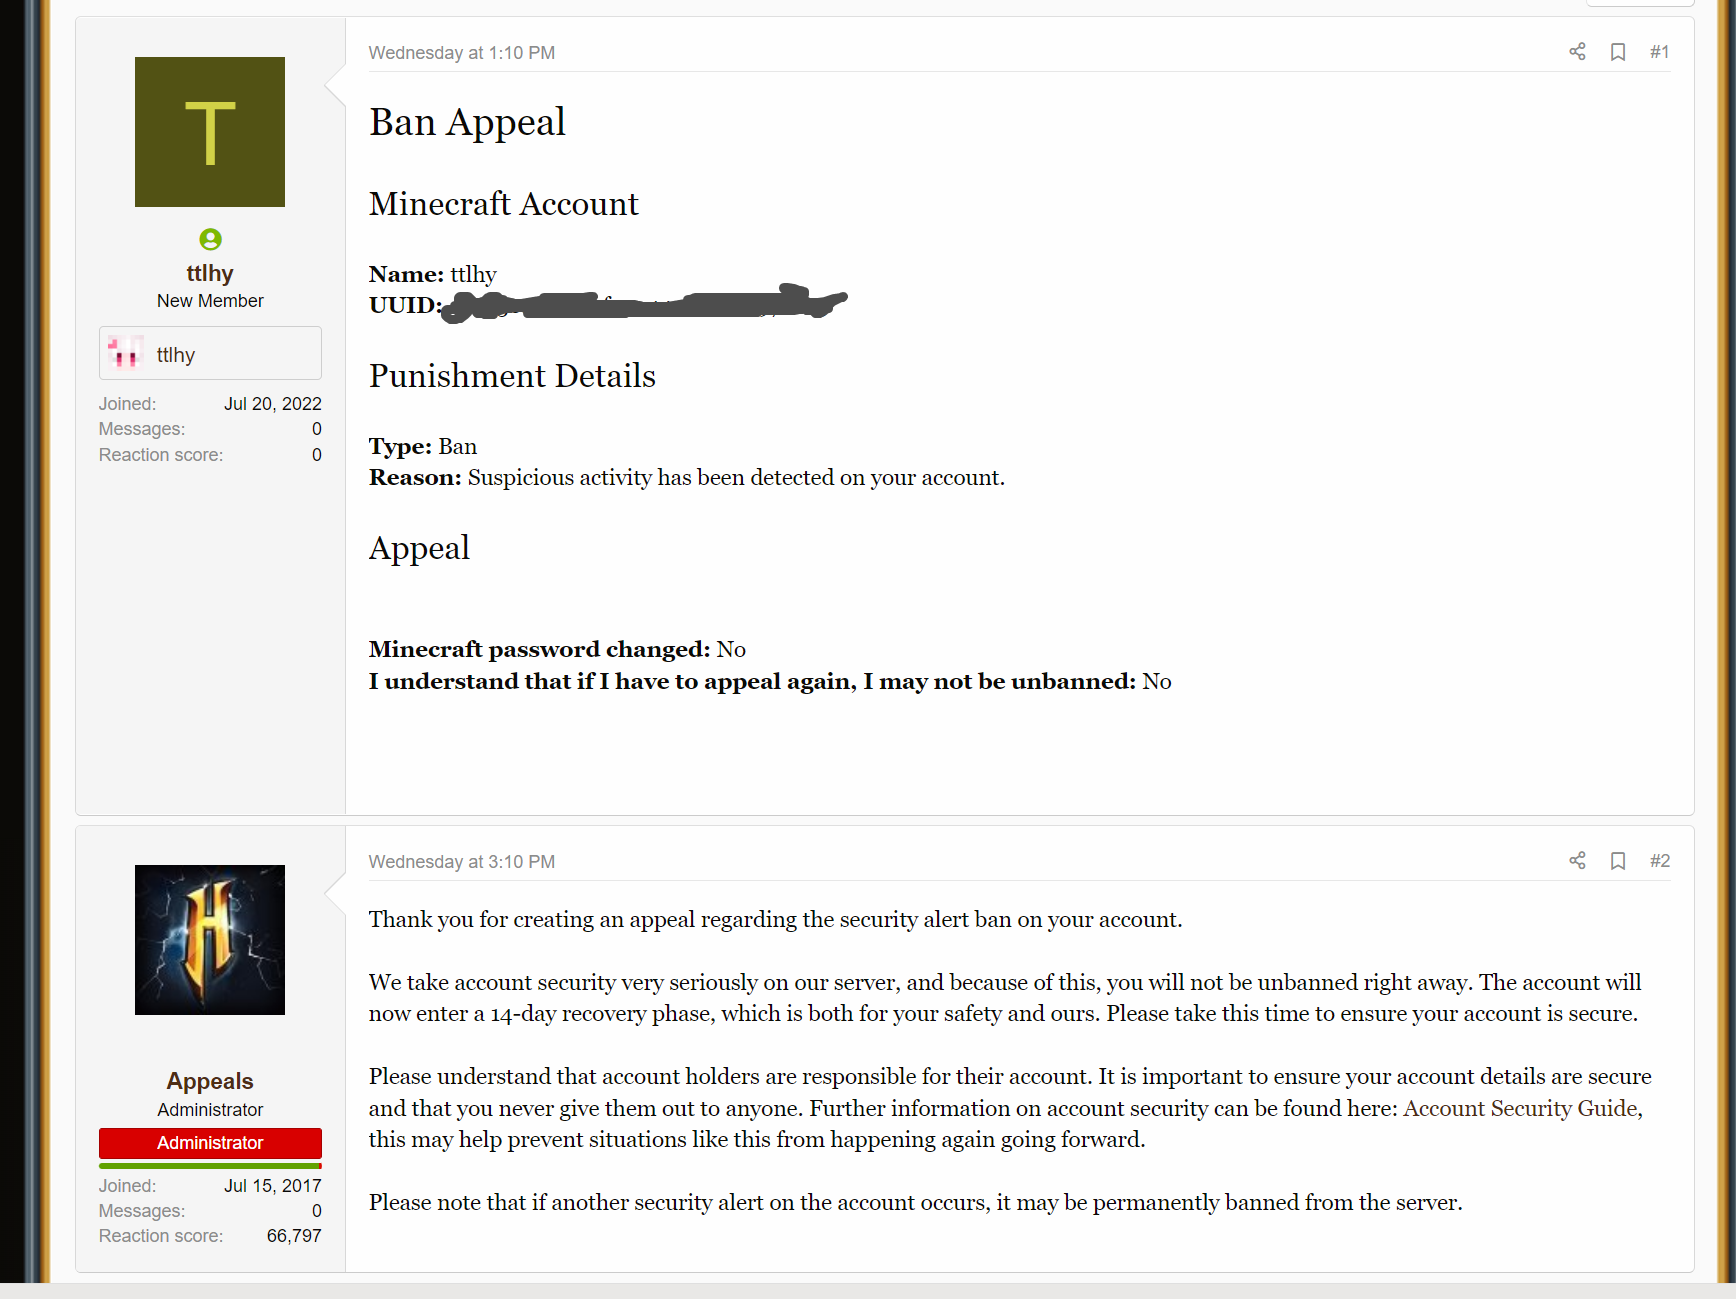 Wednesday at 1:10 PM
#1
T
ttlhy
New Member
ttlhy
Joined: Jul 20, 2022
Messages: 0
Reaction score: 0
Ban Appeal
Minecraft Account
Name: ttlhy
UUID:
Punishment Details
Type: Ban
Reason: Suspicious activity has been detected on your account.
Appeal
Minecraft password changed: No
I understand that if I have to appeal again, I may not be unbanned: No
Wednesday at 3:10 PM
#2
H
Appeals
Administrator
Administrator
Joined: Jul 15, 2017
Messages: 0
Reaction score: 66,797
Thank you for creating an appeal regarding the security alert ban on your account.
We take account security very seriously on our server, and because of this, you will not be unbanned right away. The account will
now enter a 14-day recovery phase, which is both for your safety and ours. Please take this time to ensure your account is secure.
Please understand that account holders are responsible for their account. It is important to ensure your account details are secure
and that you never give them out to anyone. Further information on account security can be found here: Account Security Guide,
this may help prevent situations like this from happening again going forward.
Please note that if another security alert on the account occurs, it may be permanently banned from the server.